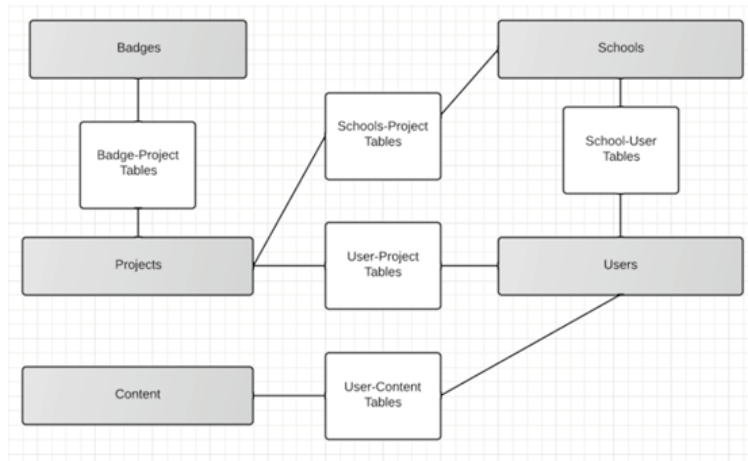 Badges
Schools
Schools-Project
Tables
Badge-Project
Tables
School-User
Tables
Projects
User-Project
Tables
Users
Content
User-Content
Tables